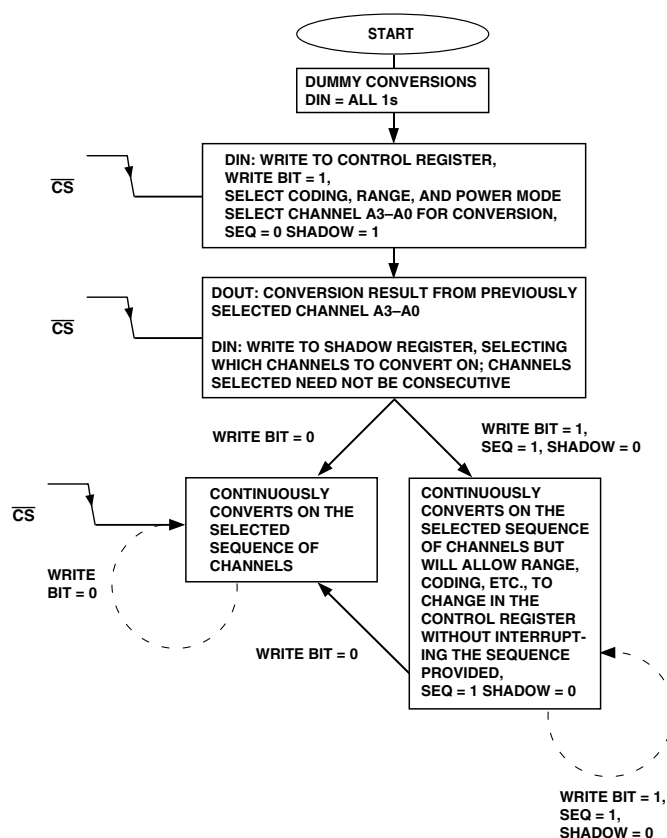 START
DUMMY CONVERSIONS
DIN = ALL 1s
CS
DIN: WRITE TO CONTROL REGISTER,
WRITE BIT = 1,
SELECT CODING, RANGE, AND POWER MODE
SELECT CHANNEL A3–A0 FOR CONVERSION,
SEQ = 0 SHADOW = 1
CS
DOUT: CONVERSION RESULT FROM PREVIOUSLY
SELECTED CHANNEL A3–A0
DIN: WRITE TO SHADOW REGISTER, SELECTING
WHICH CHANNELS TO CONVERT ON; CHANNELS
SELECTED NEED NOT BE CONSECUTIVE
WRITE BIT = 0
WRITE BIT = 1,
SEQ = 1, SHADOW = 0
CS
CONTINUOUSLY
CONVERTS ON THE
SELECTED
SEQUENCE OF
CHANNELS
CONTINUOUSLY
CONVERTS ON THE
SELECTED SEQUENCE
OF CHANNELS BUT
WILL ALLOW RANGE,
CODING, ETC., TO
CHANGE IN THE
CONTROL REGISTER
WITHOUT INTERRUPT-
ING THE SEQUENCE
PROVIDED,
SEQ = 1 SHADOW = 0
WRITE
BIT = 0
WRITE BIT = 0
WRITE BIT = 1,
SEQ = 1,
SHADOW = 0